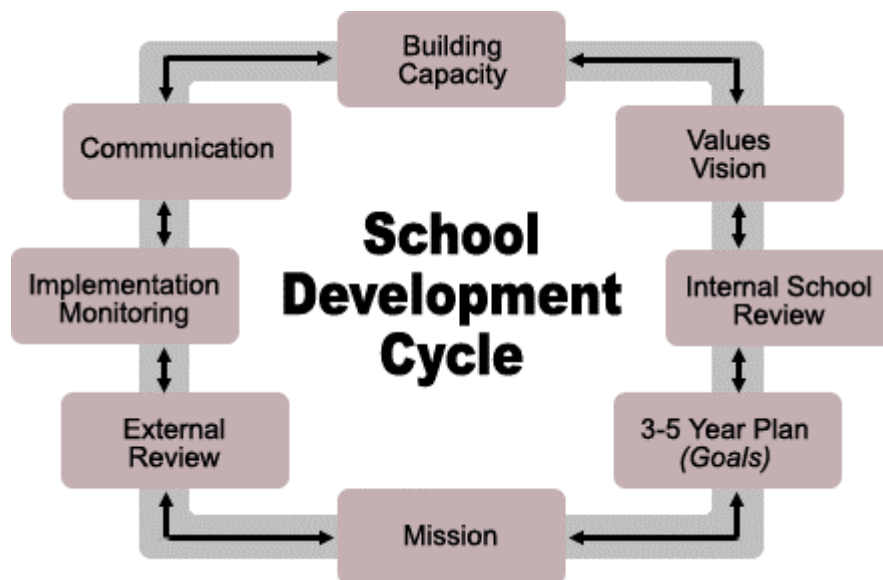 Building
Capacity
Communication
Values
Vision
School
Development
Cycle
Implementation
Monitoring
Internal School
Review
External
Review
3-5 Year Plan
(Goals)
Mission